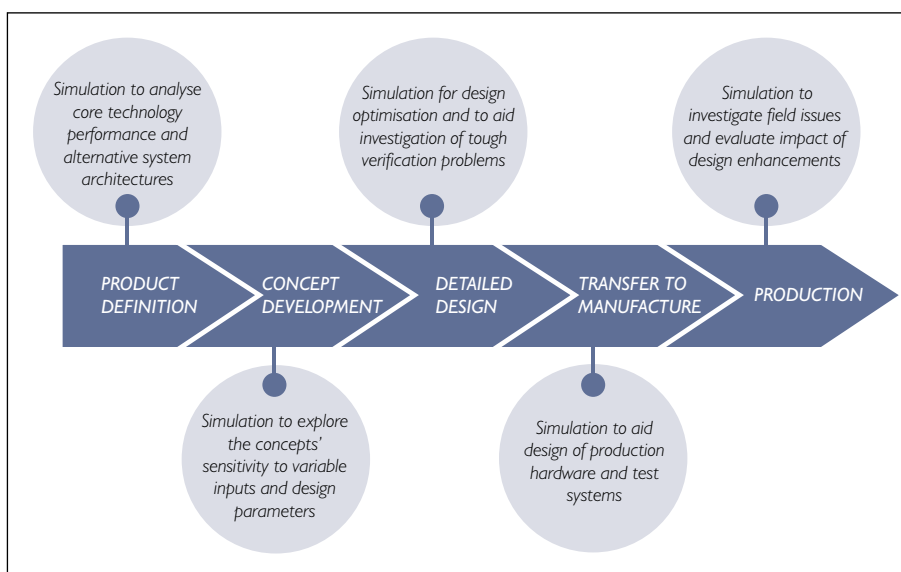 Simulation to analyse
core technology
performance and
alternative system
architectures
Simulation for design
optimisation and to aid
investigation of tough
verification problems
Simulation to
investigate field issues
and evaluate impact of
design enhancements
PRODUCT
DEFINITION
CONCEPT
DEVELOPMENT
DETAILED
DESIGN
TRANSFER TO
MANUFACTURE
PRODUCTION
Simulation to explore
the concepts’
sensitivity to variable
inputs and design
parameters
Simulation to aid
design of production
hardware and test
systems